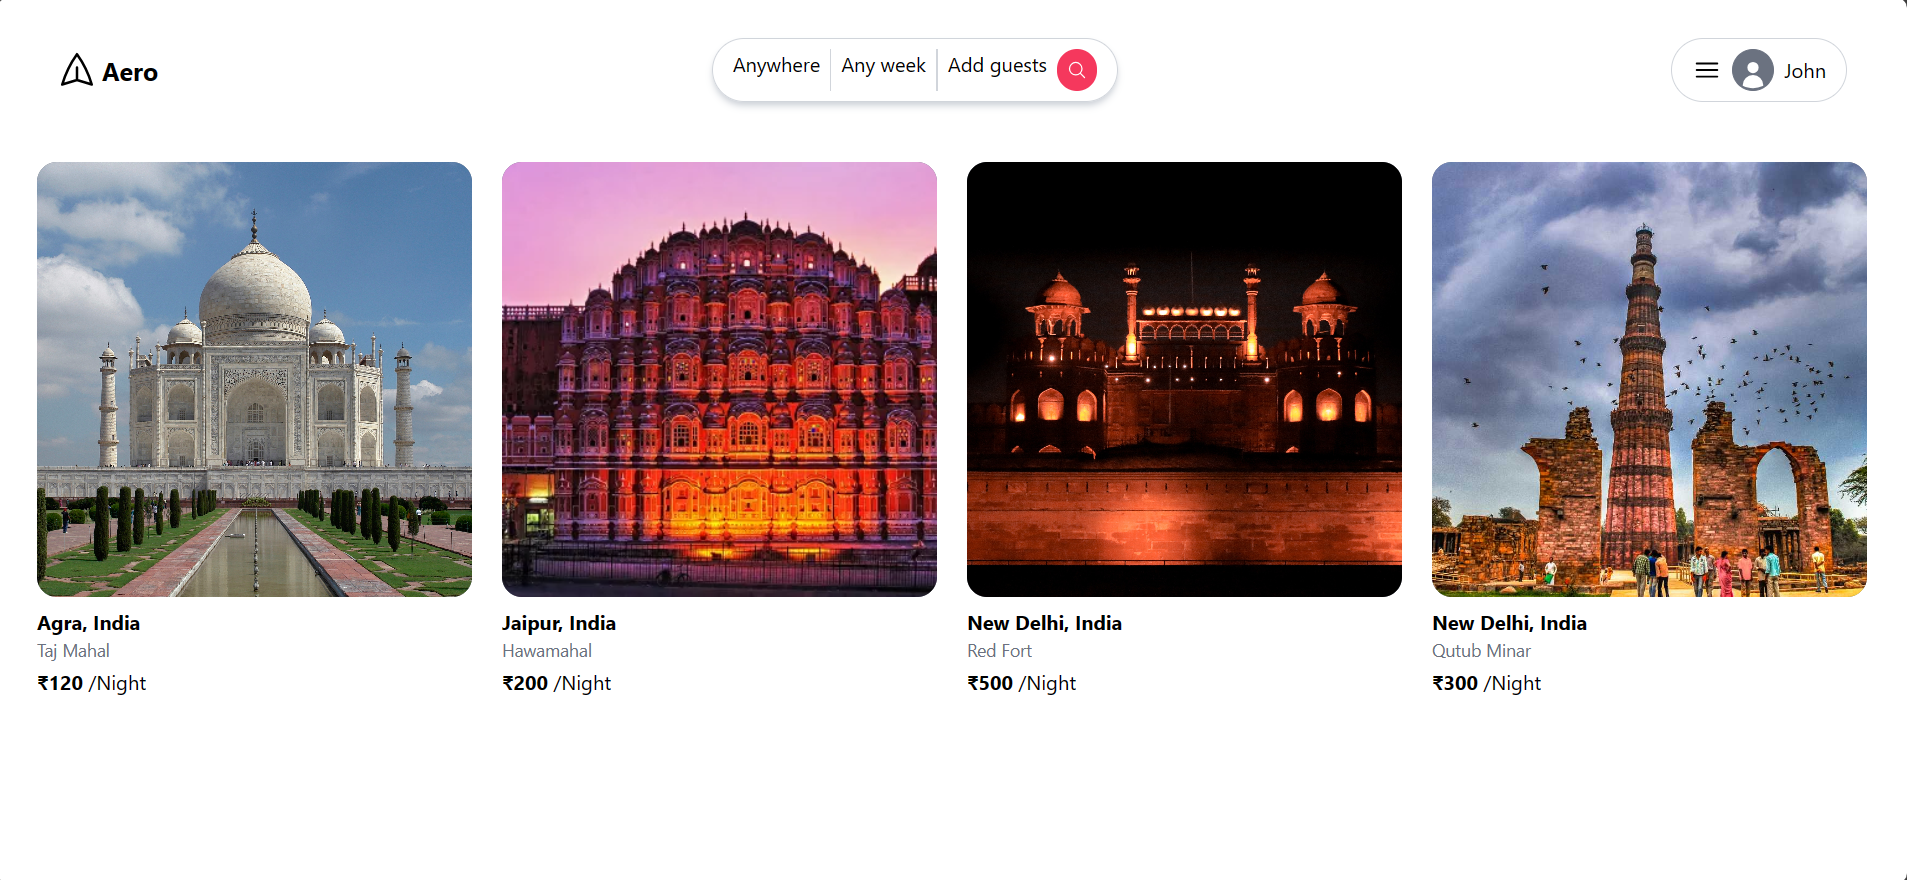 Aero
Anywhere
Any week
Add guests
John
Agra, India
Taj Mahal
₹120 /Night
Jaipur, India
Hawamahal
₹200 /Night
New Delhi, India
Red Fort
₹500 /Night
New Delhi, India
Qutub Minar
₹300 /Night